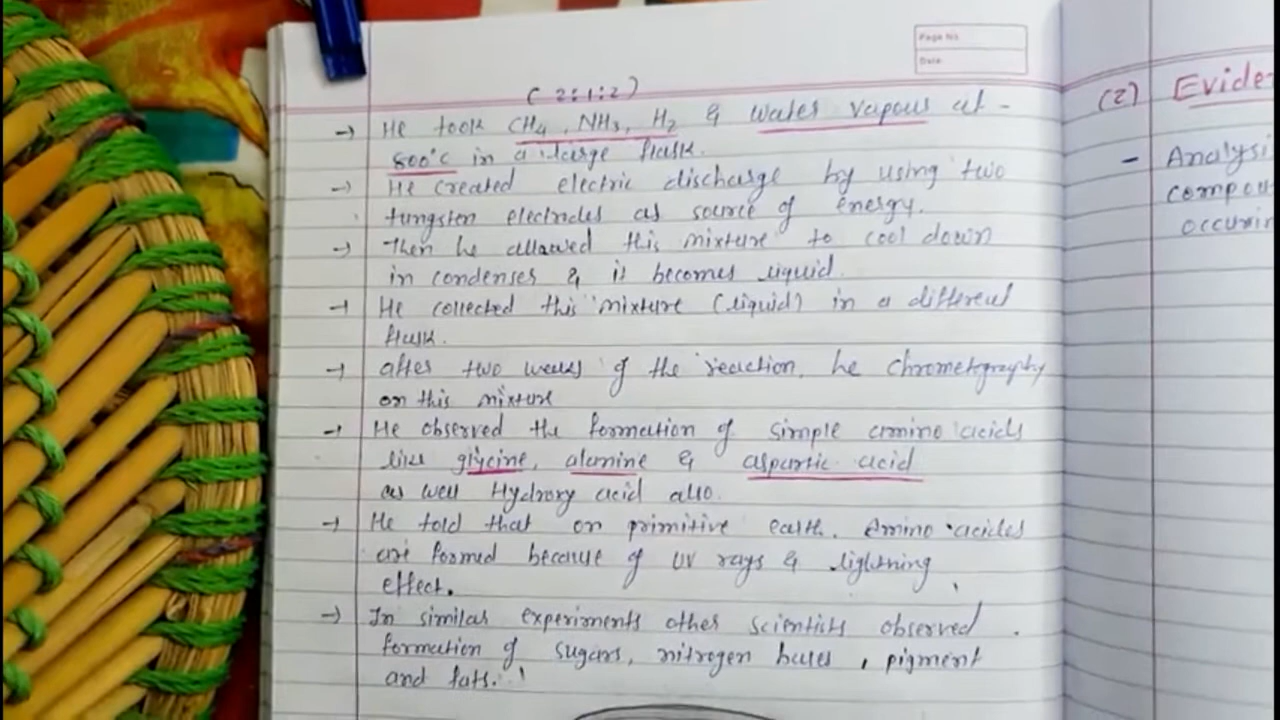 Page No.
Date
(2:1:2)
→ He took CH4, NH3, H2 & water vapour at -
800°C in a large flask.
→ He created electric discharge by using two
tungsten electrodes as source of energy.
→ Then he allowed this mixture to cool down
in condenser & it becomes liquid.
→ He collected this mixture (liquid) in a different
flask.
→ after two weeks of the reaction, he chrometography
on this mixture
→ He observed the formation of simple amino acids
like glycine, alanine & aspartic acid
as well Hydroxy acid also.
→ He told that on primitive earth. Amino acides
are formed because of UV rays & lightning
effect.
→ In similar experiments other scientists observed
formation of sugars, nitrogen bases, pigment
and fats.
(2) Evide
- Analysi
compou
occurin